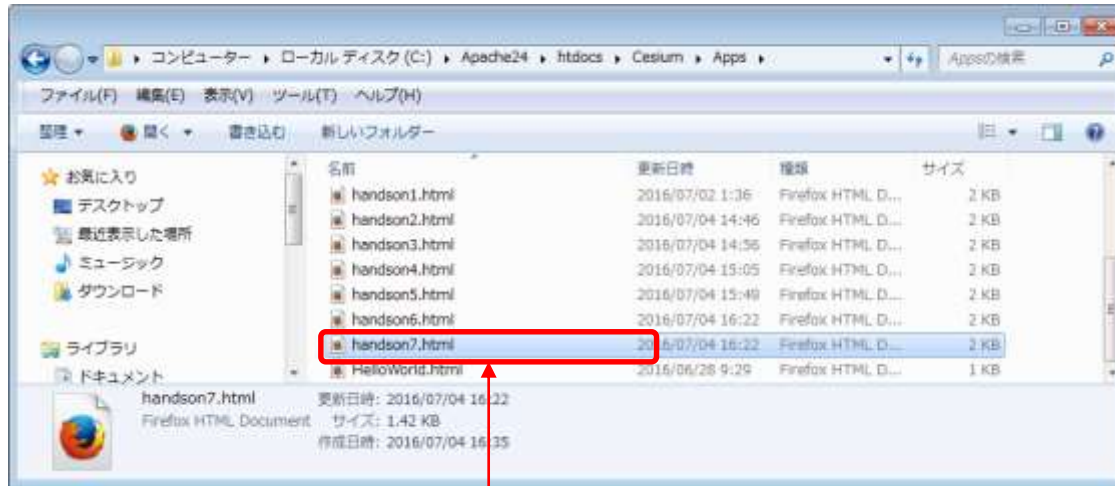 コンピューター ▸ ローカル ディスク (C:) ▸ Apache24 ▸ htdocs ▸ Cesium ▸ Apps ▸ Appsの検索
ファイル(F) 編集(E) 表示(V) ツール(T) ヘルプ(H)
整理 ▼ 開く ▼ 書き込む 新しいフォルダー
お気に入り
デスクトップ
最近表示した場所
ミュージック
ダウンロード
ライブラリ
ドキュメント
名前 更新日時 種類 サイズ
handson1.html 2016/07/02 1:36 Firefox HTML D... 2 KB
handson2.html 2016/07/04 14:46 Firefox HTML D... 2 KB
handson3.html 2016/07/04 14:56 Firefox HTML D... 2 KB
handson4.html 2016/07/04 15:05 Firefox HTML D... 2 KB
handson5.html 2016/07/04 15:49 Firefox HTML D... 2 KB
handson6.html 2016/07/04 16:22 Firefox HTML D... 2 KB
handson7.html 2016/07/04 16:22 Firefox HTML D... 2 KB
HelloWorld.html 2016/06/28 9:29 Firefox HTML D... 1 KB
handson7.html 更新日時: 2016/07/04 16:22
Firefox HTML Document サイズ: 1.42 KB
作成日時: 2016/07/04 16:35